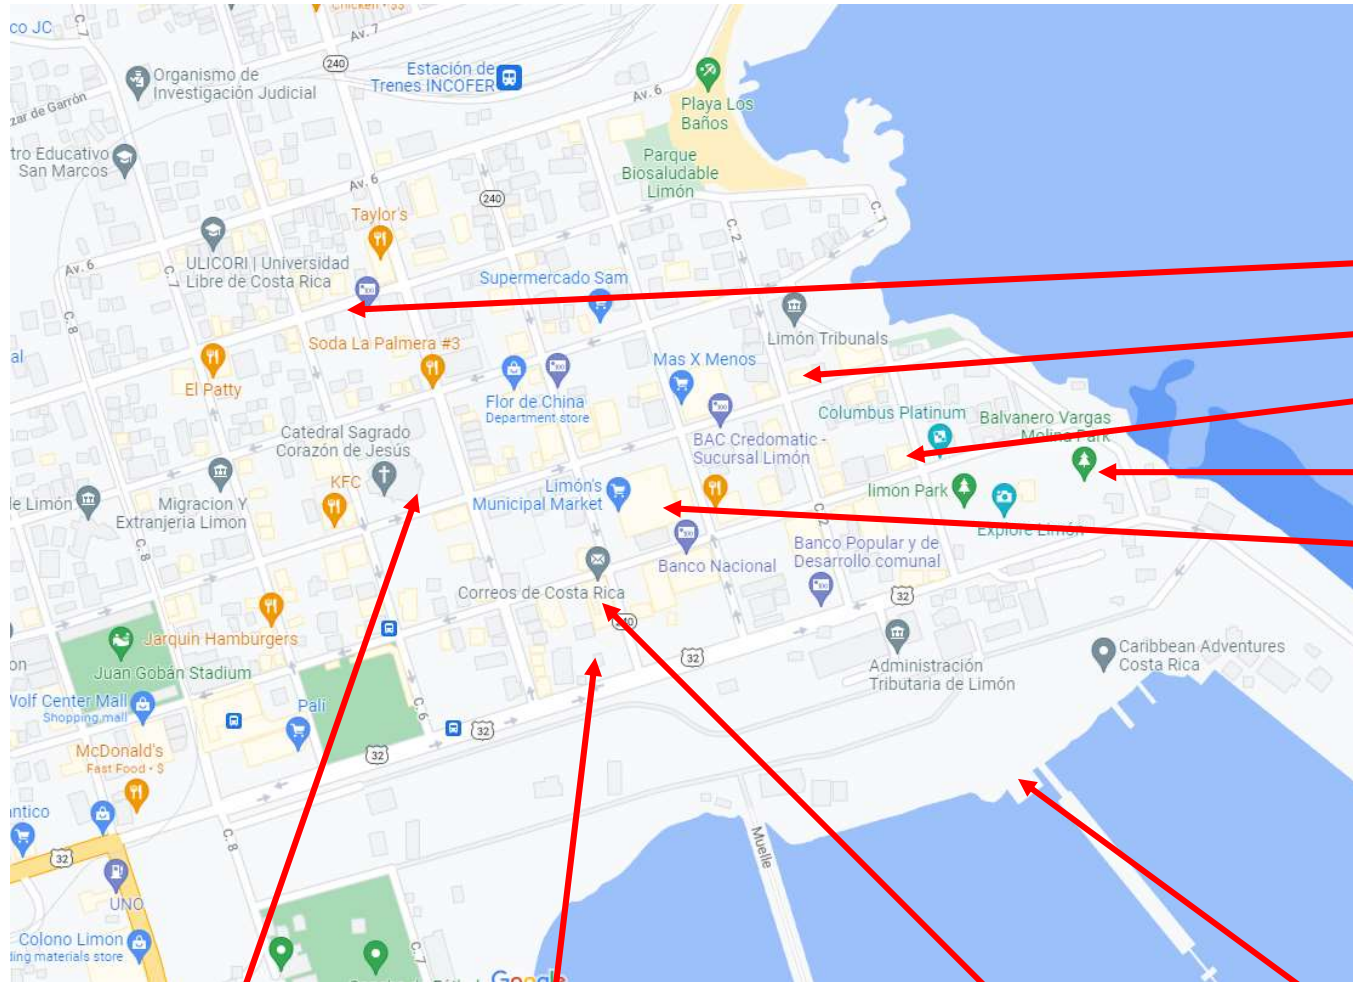 co JC
C. 7
Chicken • $$
Av. 7
240
Organismo de
Investigación Judicial
Estación de
Trenes INCOFER
Av. 6
Playa Los
Baños
zar de Garrón
tro Educativo
San Marcos
Parque
Biosaludable
Limón
Av. 6
240
C. 1
Taylor's
C. 2
ULICORI | Universidad
Libre de Costa Rica
Av. 6
C. 7
Supermercado Sam
C. 8
Limón Tribunals
al
Soda La Palmera #3
El Patty
Mas X Menos
Flor de China
Department store
Columbus Platinum
Balvanero Vargas
Molina Park
BAC Credomatic -
Sucursal Limón
Catedral Sagrado
Corazón de Jesús
KFC
Limón's
Municipal Market
limon Park
e Limón
Migracion Y
Extranjeria Limon
C. 2
Explore Limón
C. 8
Banco Nacional
Banco Popular y de
Desarrollo comunal
Correos de Costa Rica
32
240
Jarquín Hamburgers
on
Juan Gobán Stadium
32
Administración
Tributaria de Limón
Caribbean Adventures
Costa Rica
Wolf Center Mall
Shopping mall
Pali
C. 6
32
32
McDonald's
Fast Food • $
antico
C. 8
Muelle
32
UNO
Colono Limon
ding materials store
C. 7
Google